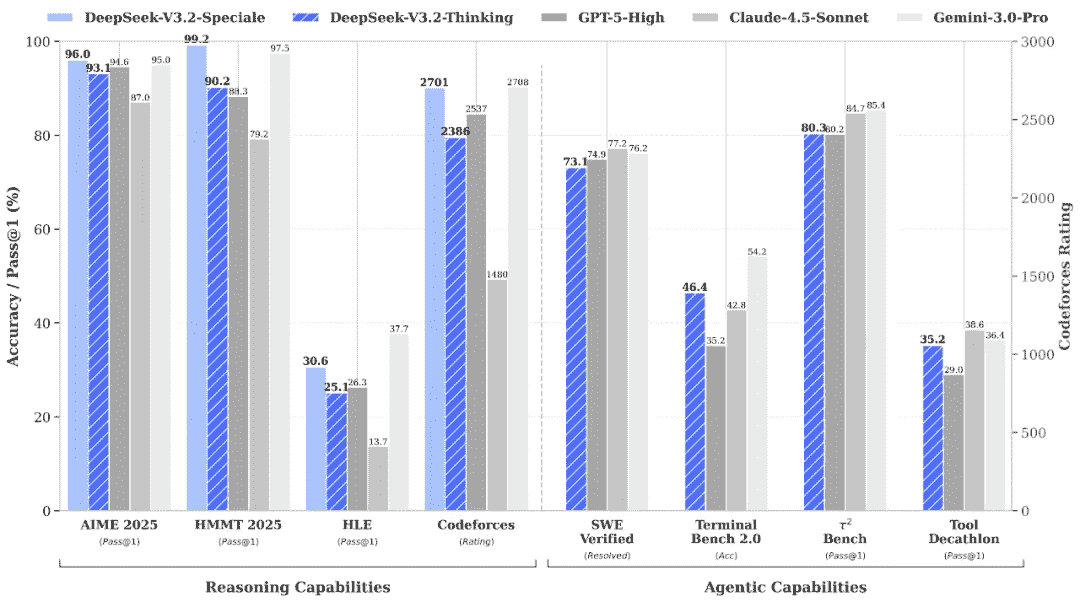 DeepSeek-V3.2-Speciale DeepSeek-V3.2-Thinking GPT-5-High Claude-4.5-Sonnet Gemini-3.0-Pro
Accuracy / Pass@1 (%)
100
80
60
40
20
0
96.0 93.1 94.6 87.0 95.0
99.2 90.2 88.3 79.2 97.5
30.6 25.1 26.3 13.7 37.7
2701 2386 2537 1480 2708
73.1 74.9 77.2 76.2
46.4 35.2 42.8 54.2
80.3 80.2 84.7 85.4
35.2 29.0 38.6 36.4
3000
2500
2000
1500
1000
500
0
Codeforces Rating
AIME 2025
(Pass@1)
HMMT 2025
(Pass@1)
HLE
(Pass@1)
Codeforces
(Rating)
SWE
Verified
(Resolved)
Terminal
Bench 2.0
(Acc)
τ²
Bench
(Pass@1)
Tool
Decathlon
(Pass@1)
Reasoning Capabilities
Agentic Capabilities